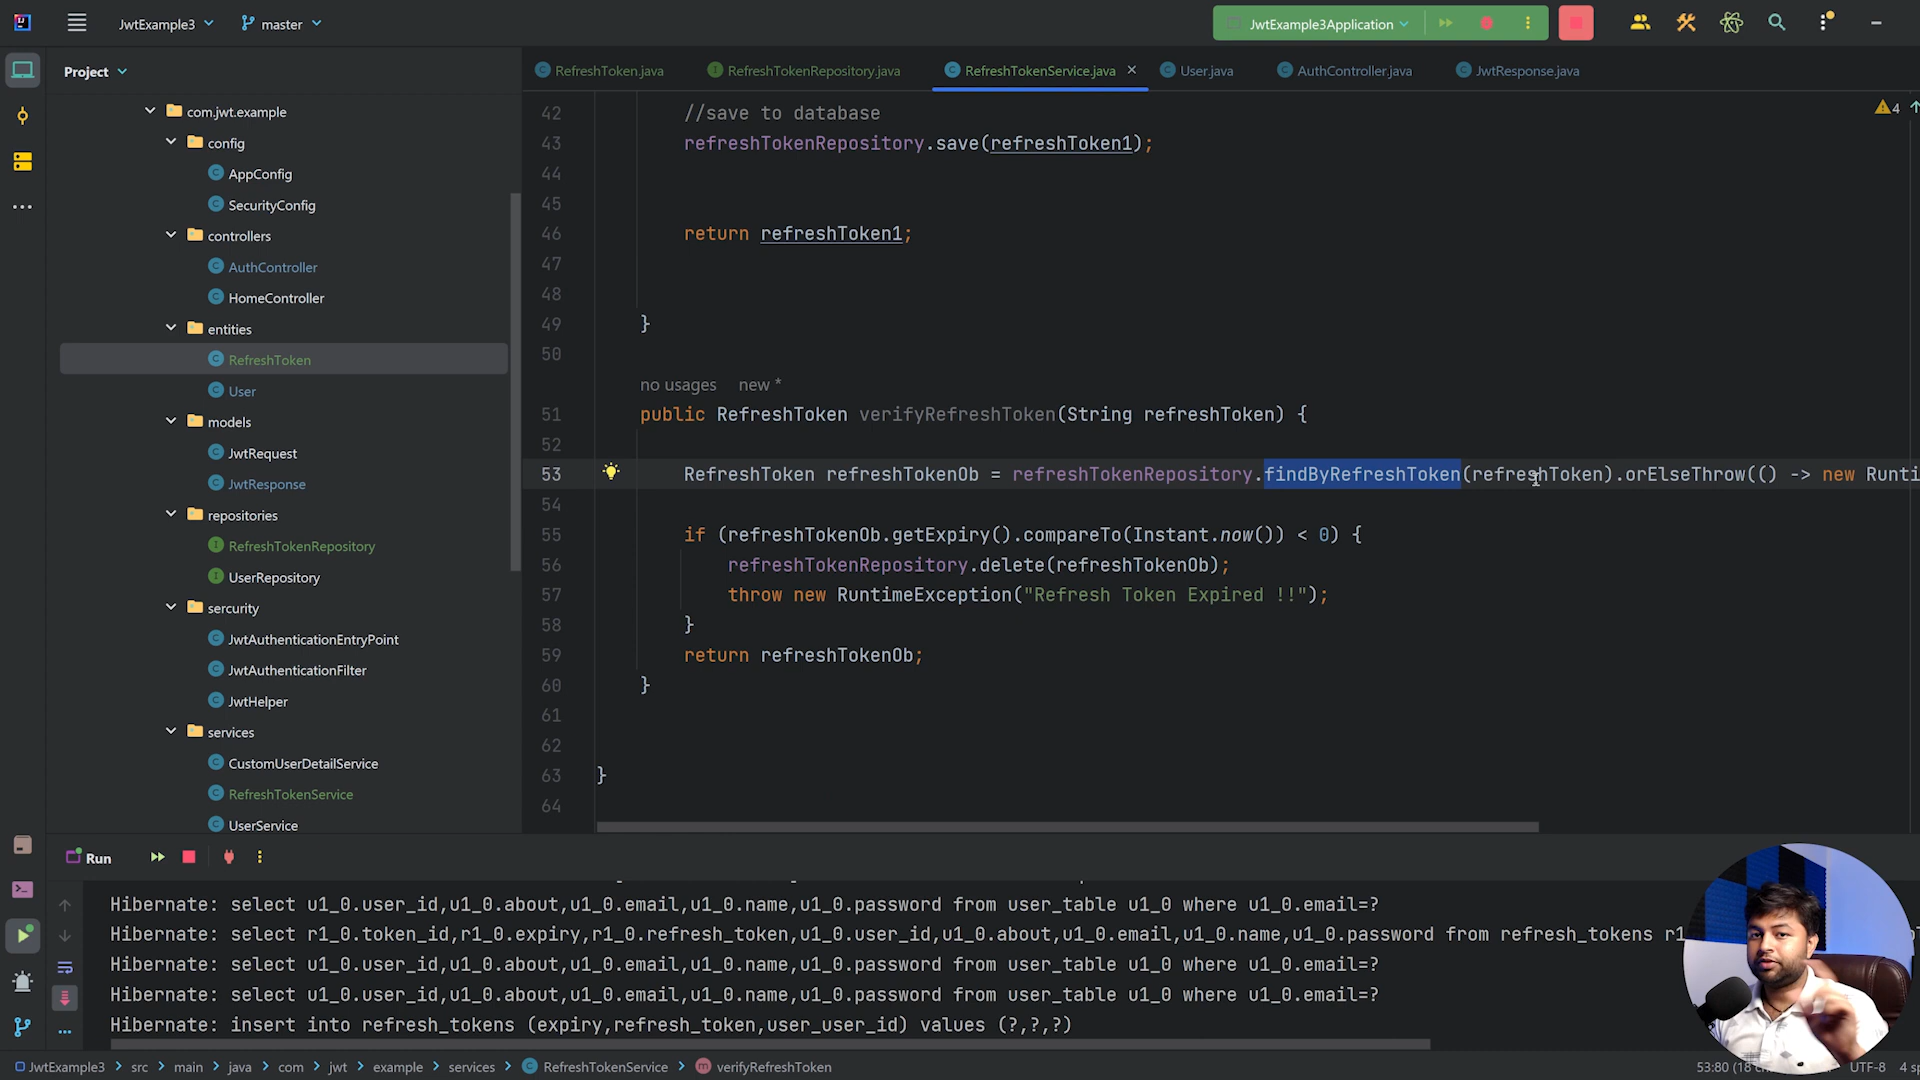 JwtExample3
master
JwtExample3Application
Project
RefreshToken.java
RefreshTokenRepository.java
RefreshTokenService.java
User.java
AuthController.java
JwtResponse.java
com.jwt.example
config
AppConfig
SecurityConfig
controllers
AuthController
HomeController
entities
RefreshToken
User
models
JwtRequest
JwtResponse
repositories
RefreshTokenRepository
UserRepository
sercurity
JwtAuthenticationEntryPoint
JwtAuthenticationFilter
JwtHelper
services
CustomUserDetailService
RefreshTokenService
UserService
4
42 //save to database
43 refreshTokenRepository.save(refreshToken1);
44
45
46 return refreshToken1;
47
48
49 }
50
no usages new *
51 public RefreshToken verifyRefreshToken(String refreshToken) {
52
53 RefreshToken refreshTokenOb = refreshTokenRepository.findByRefreshToken(refreshToken).orElseThrow(() -> new Runti
54
55 if (refreshTokenOb.getExpiry().compareTo(Instant.now()) < 0) {
56 refreshTokenRepository.delete(refreshTokenOb);
57 throw new RuntimeException("Refresh Token Expired !!");
58 }
59 return refreshTokenOb;
60 }
61
62
63 }
64
Run
Hibernate: select u1_0.user_id,u1_0.about,u1_0.email,u1_0.name,u1_0.password from user_table u1_0 where u1_0.email=?
Hibernate: select r1_0.token_id,r1_0.expiry,r1_0.refresh_token,u1_0.user_id,u1_0.about,u1_0.email,u1_0.name,u1_0.password from refresh_tokens r1
Hibernate: select u1_0.user_id,u1_0.about,u1_0.email,u1_0.name,u1_0.password from user_table u1_0 where u1_0.email=?
Hibernate: select u1_0.user_id,u1_0.about,u1_0.email,u1_0.name,u1_0.password from user_table u1_0 where u1_0.email=?
Hibernate: insert into refresh_tokens (expiry,refresh_token,user_user_id) values (?,?,?)
JwtExample3 > src > main > java > com > jwt > example > services > RefreshTokenService > verifyRefreshToken
53:80 (18 c
UTF-8
4 sp